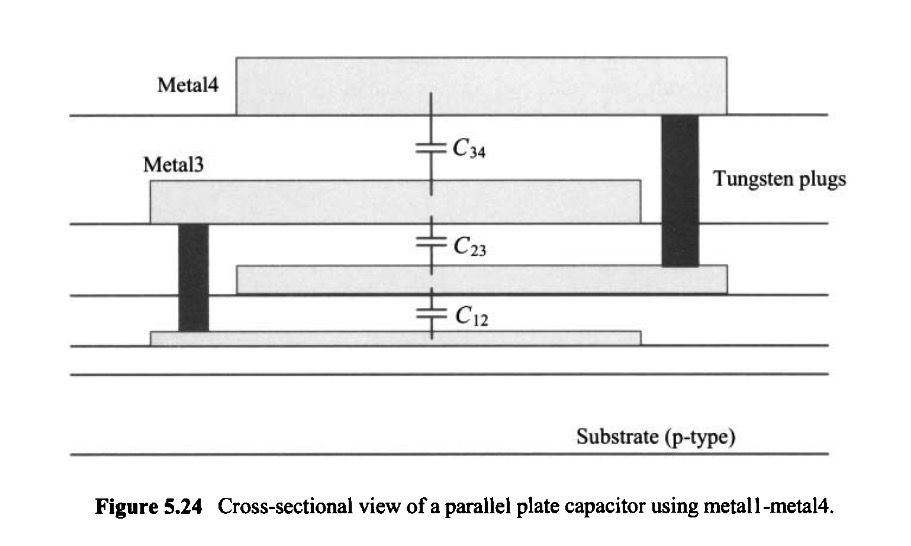 Metal4
C34
Metal3
Tungsten plugs
C23
C12
Substrate (p-type)
Figure 5.24 Cross-sectional view of a parallel plate capacitor using metal1-metal4.